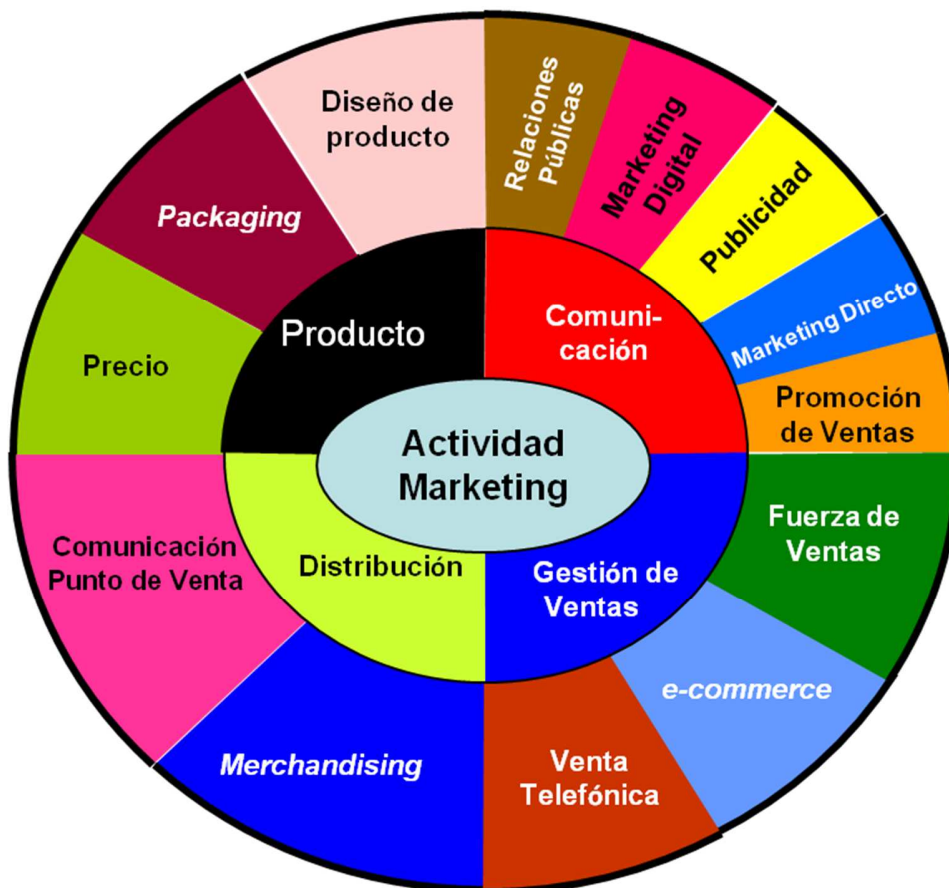 Diseño de
producto
Relaciones
Públicas
Marketing
Digital
Publicidad
Marketing Directo
Promoción
de Ventas
Packaging
Precio
Producto
Comuni-
cación
Actividad
Marketing
Comunicación
Punto de Venta
Distribución
Gestión de
Ventas
Fuerza de
Ventas
e-commerce
Venta
Telefónica
Merchandising